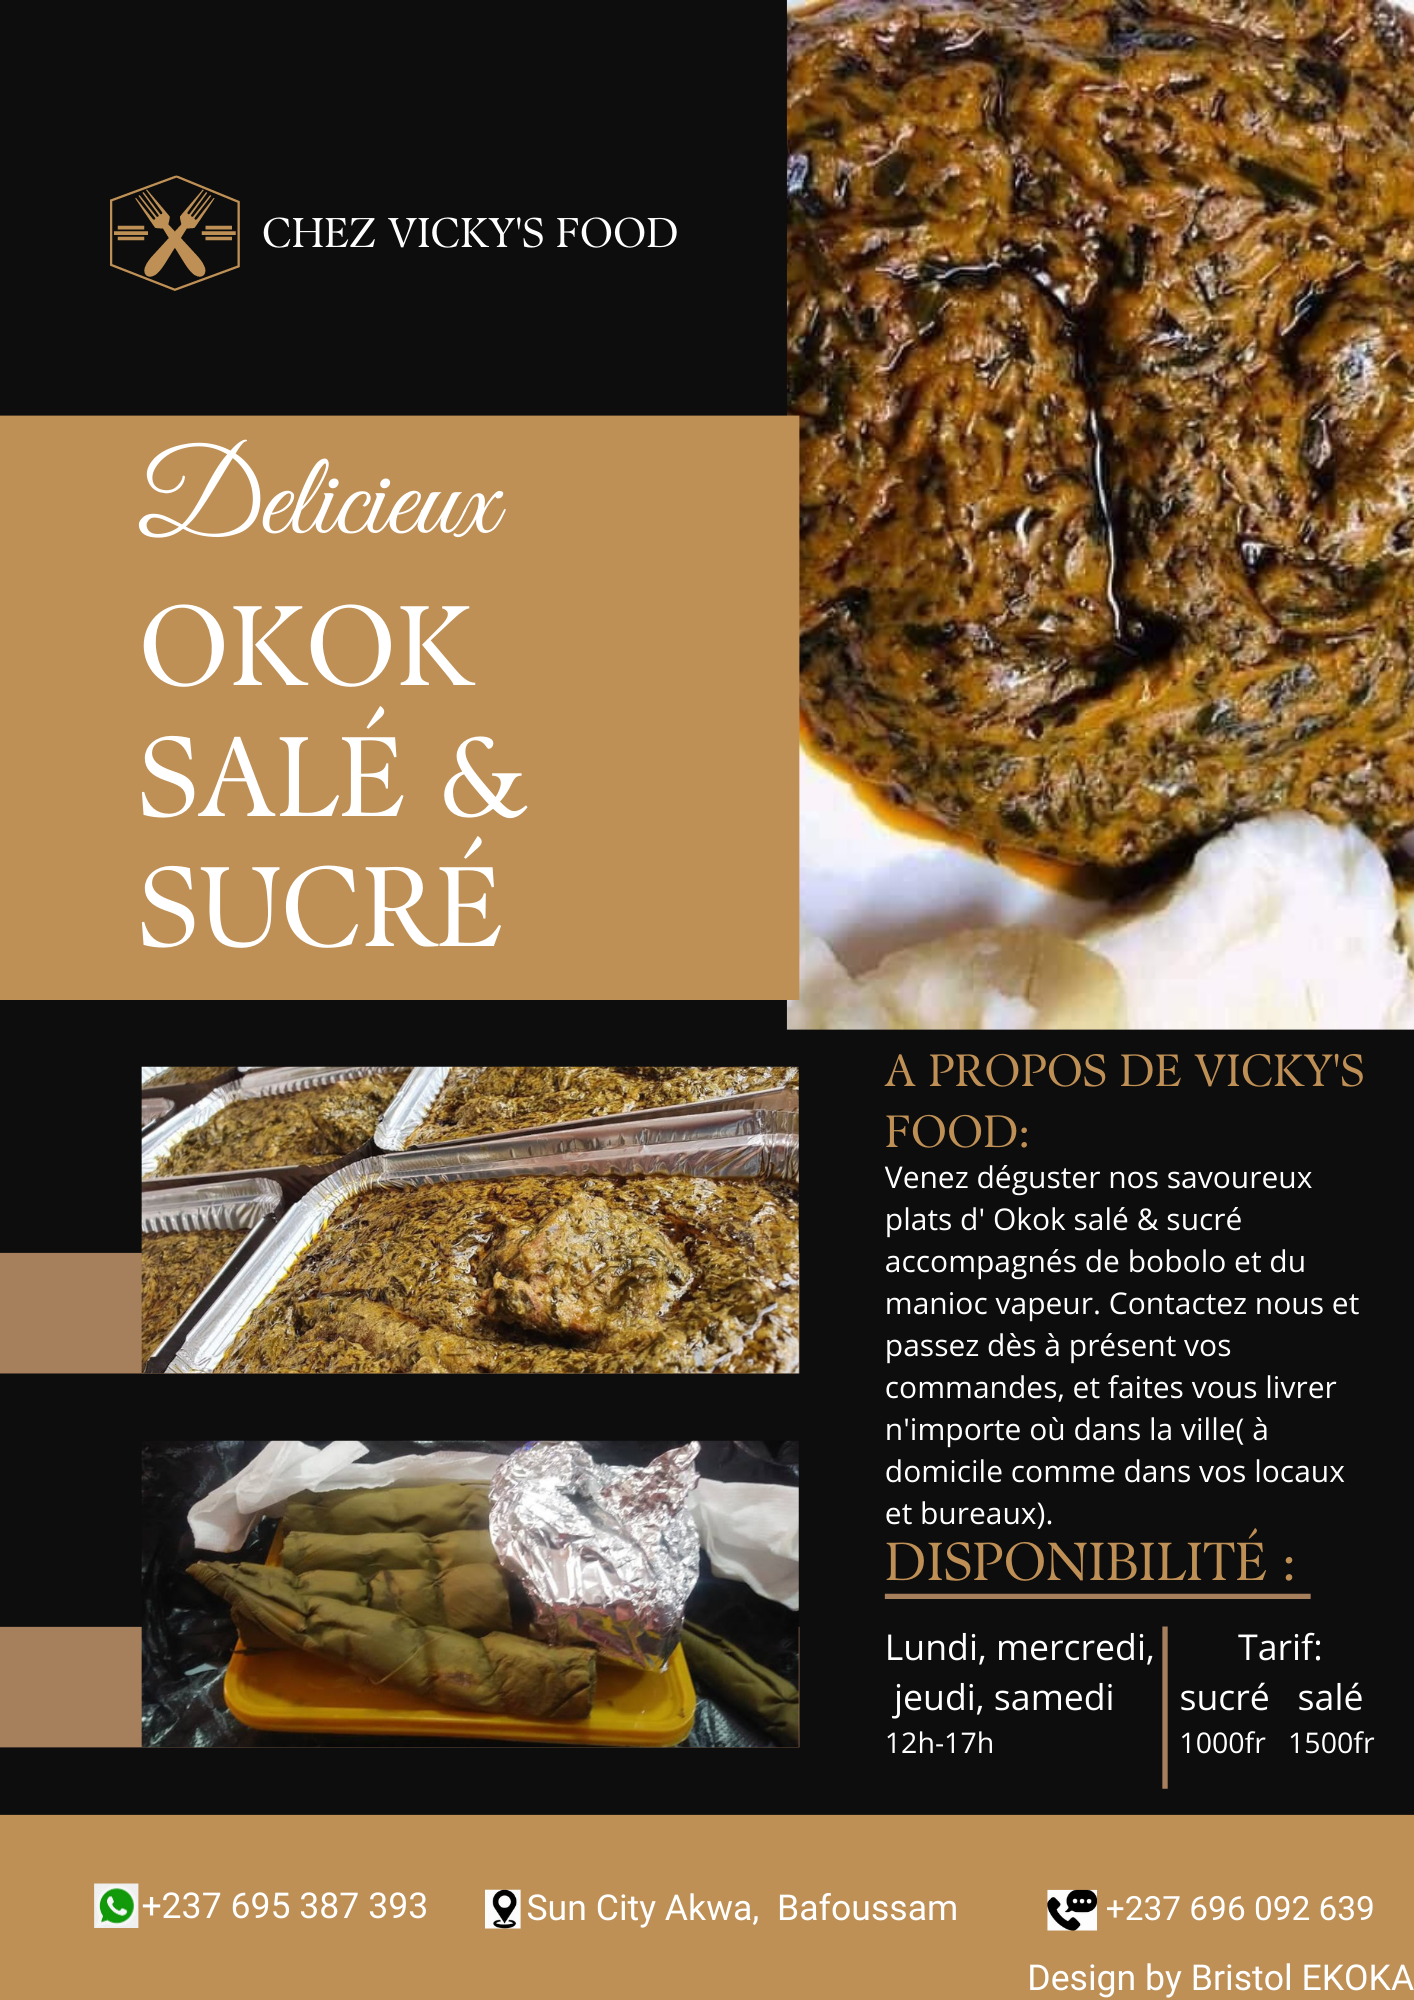 CHEZ VICKY'S FOOD
Delicieux
OKOK
SALÉ &
SUCRÉ
A PROPOS DE VICKY'S
FOOD:
Venez déguster nos savoureux
plats d' Okok salé & sucré
accompagnés de bobolo et du
manioc vapeur. Contactez nous et
passez dès à présent vos
commandes, et faites vous livrer
n'importe où dans la ville( à
domicile comme dans vos locaux
et bureaux).
DISPONIBILITÉ :
Lundi, mercredi,
jeudi, samedi
12h-17h
Tarif:
sucré salé
1000fr 1500fr
+237 695 387 393
Sun City Akwa, Bafoussam
+237 696 092 639
Design by Bristol EKOKA